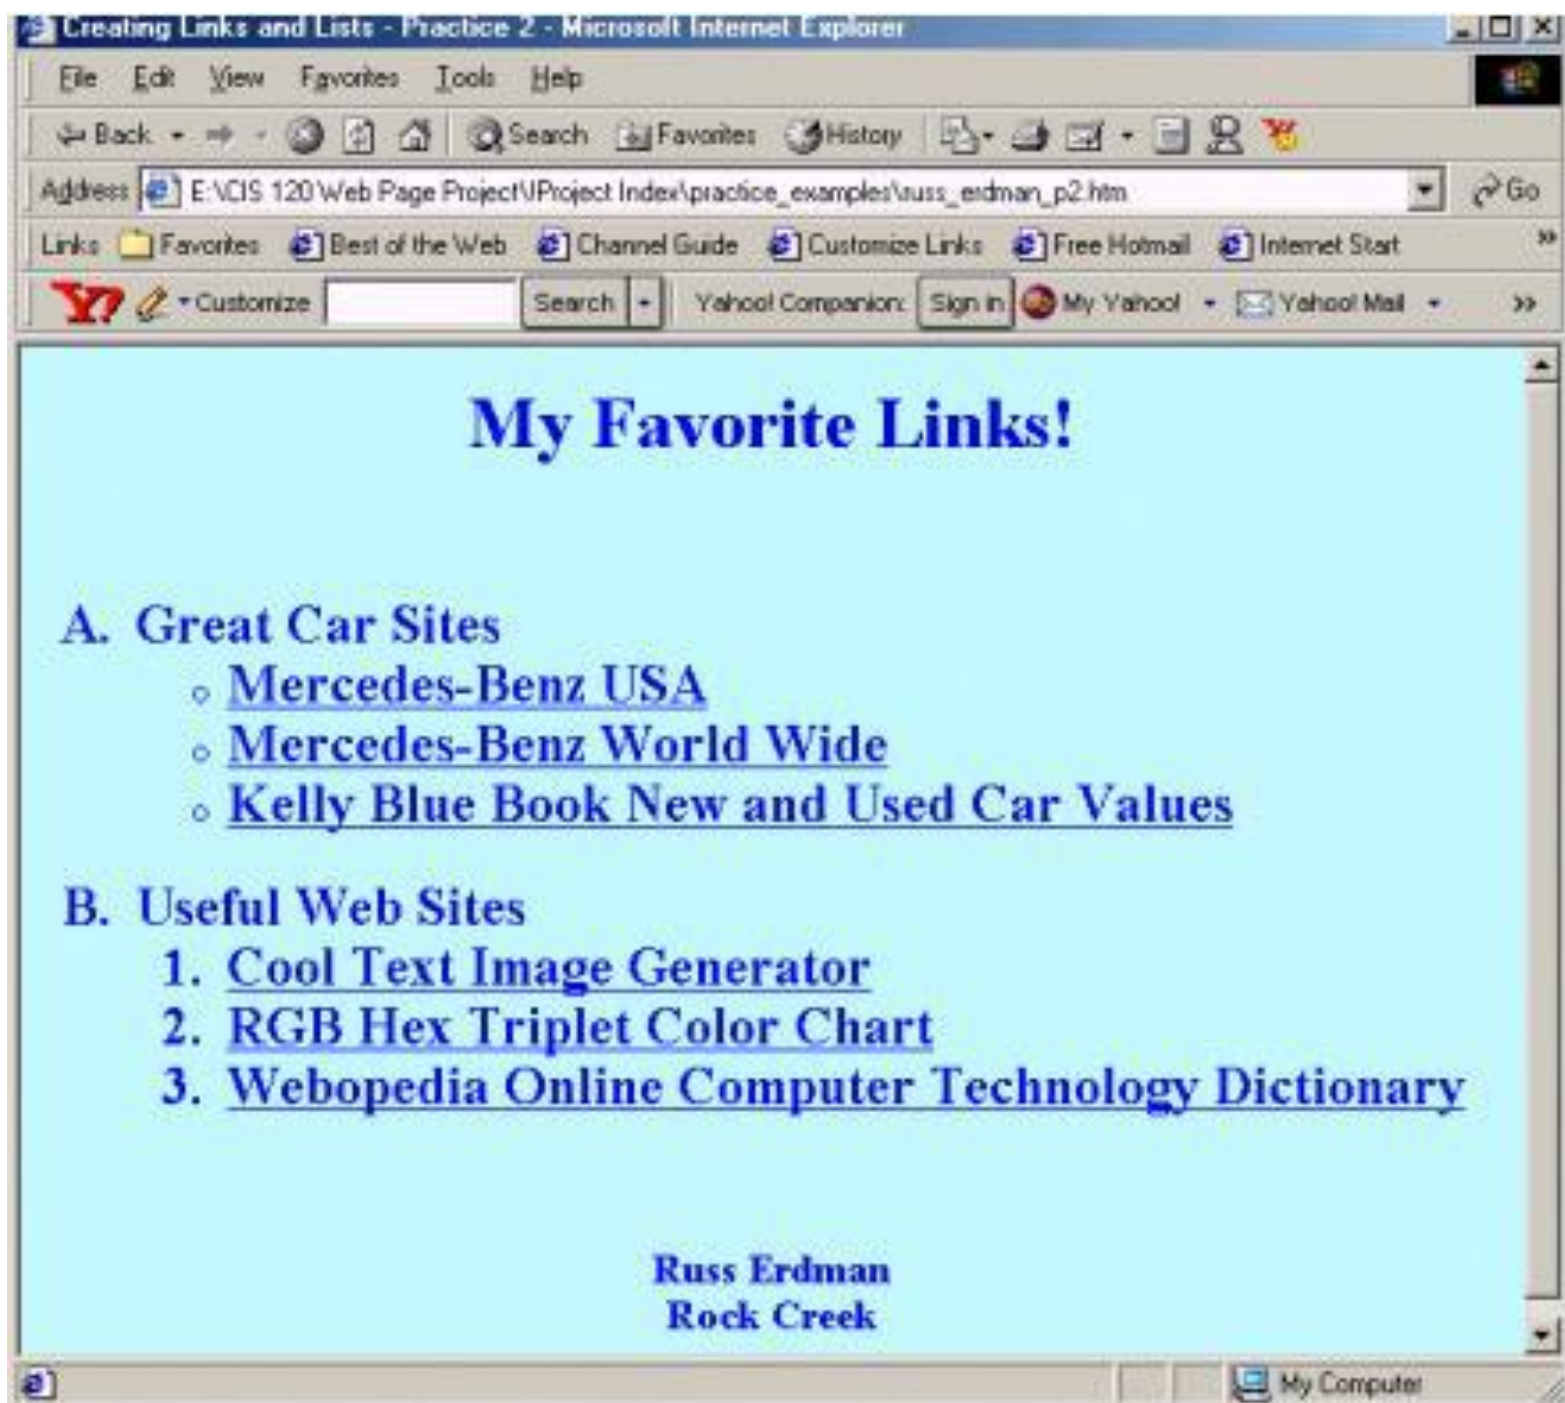 Creating Links and Lists - Practice 2 - Microsoft Internet Explorer
File Edit View Favorites Tools Help
Back Search Favorites History
Address E:\CIS 120 Web Page Project\!Project Index\practice_examples\russ_erdman_p2.htm Go
Links Favorites Best of the Web Channel Guide Customize Links Free Hotmail Internet Start »
Y? Customize Search Yahoo! Companion: Sign in My Yahoo! Yahoo! Mail »
My Favorite Links!
A. Great Car Sites
Mercedes-Benz USA
Mercedes-Benz World Wide
Kelly Blue Book New and Used Car Values
B. Useful Web Sites
1. Cool Text Image Generator
2. RGB Hex Triplet Color Chart
3. Webopedia Online Computer Technology Dictionary
Russ Erdman
Rock Creek
My Computer